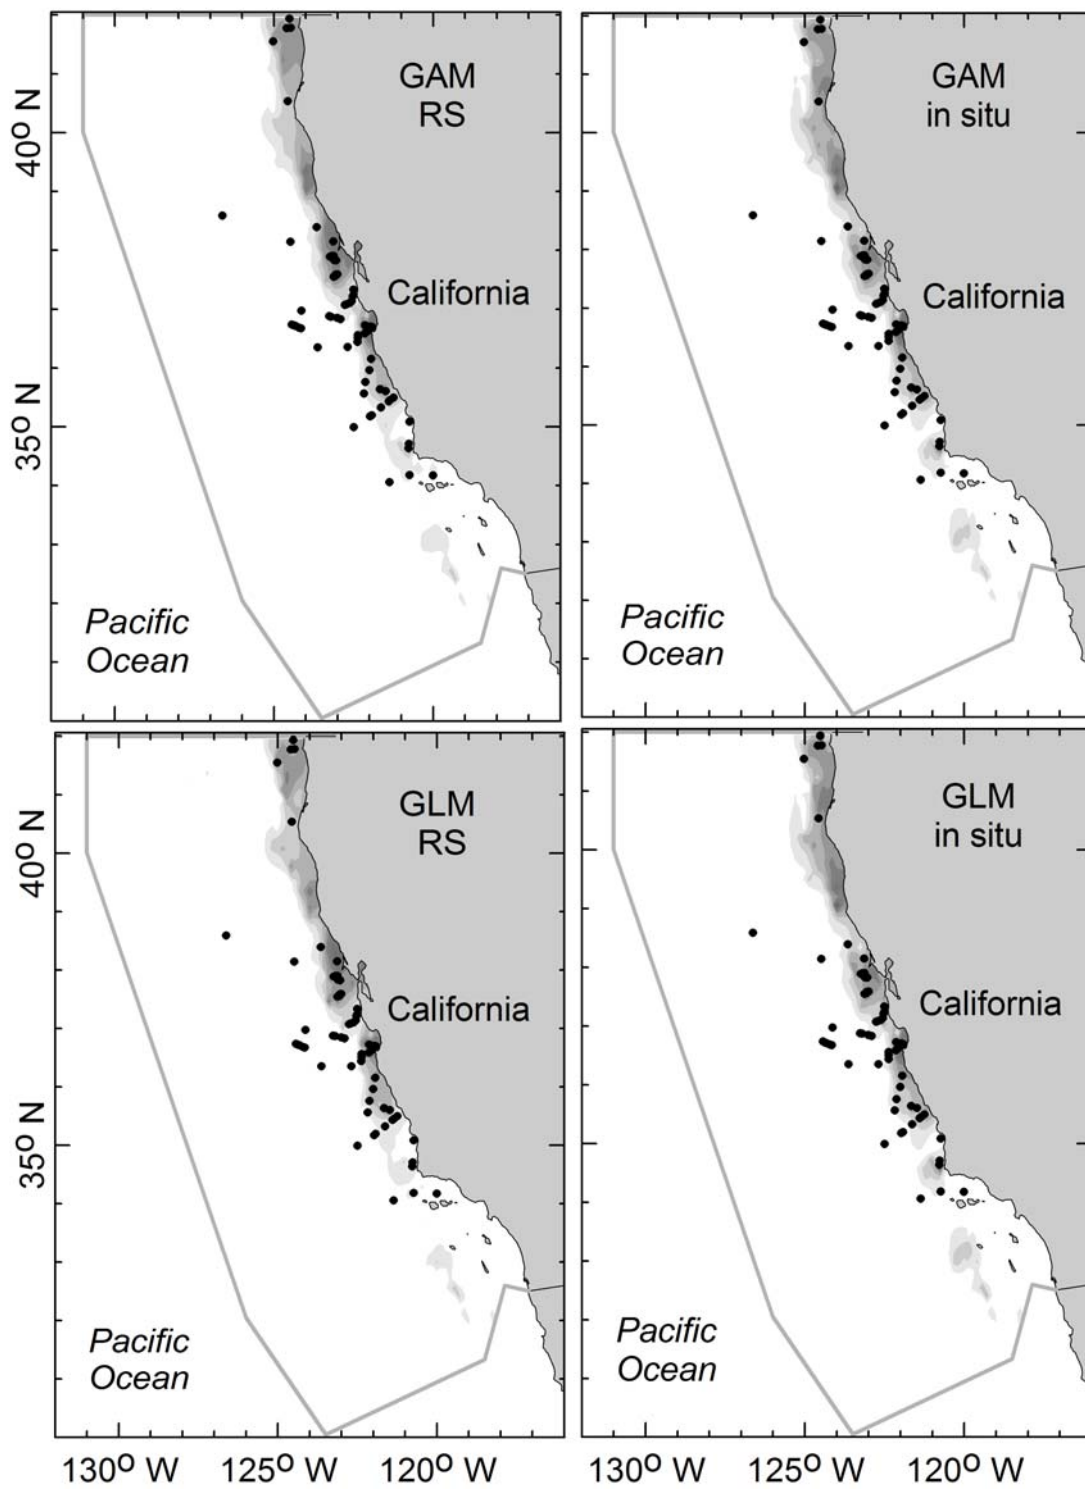 GAM
RS
40° N
California
35° N
Pacific
Ocean
GAM
in situ
California
Pacific
Ocean
GLM
RS
40° N
California
35° N
Pacific
Ocean
130° W 125° W 120° W
GLM
in situ
California
Pacific
Ocean
130° W 125° W 120° W